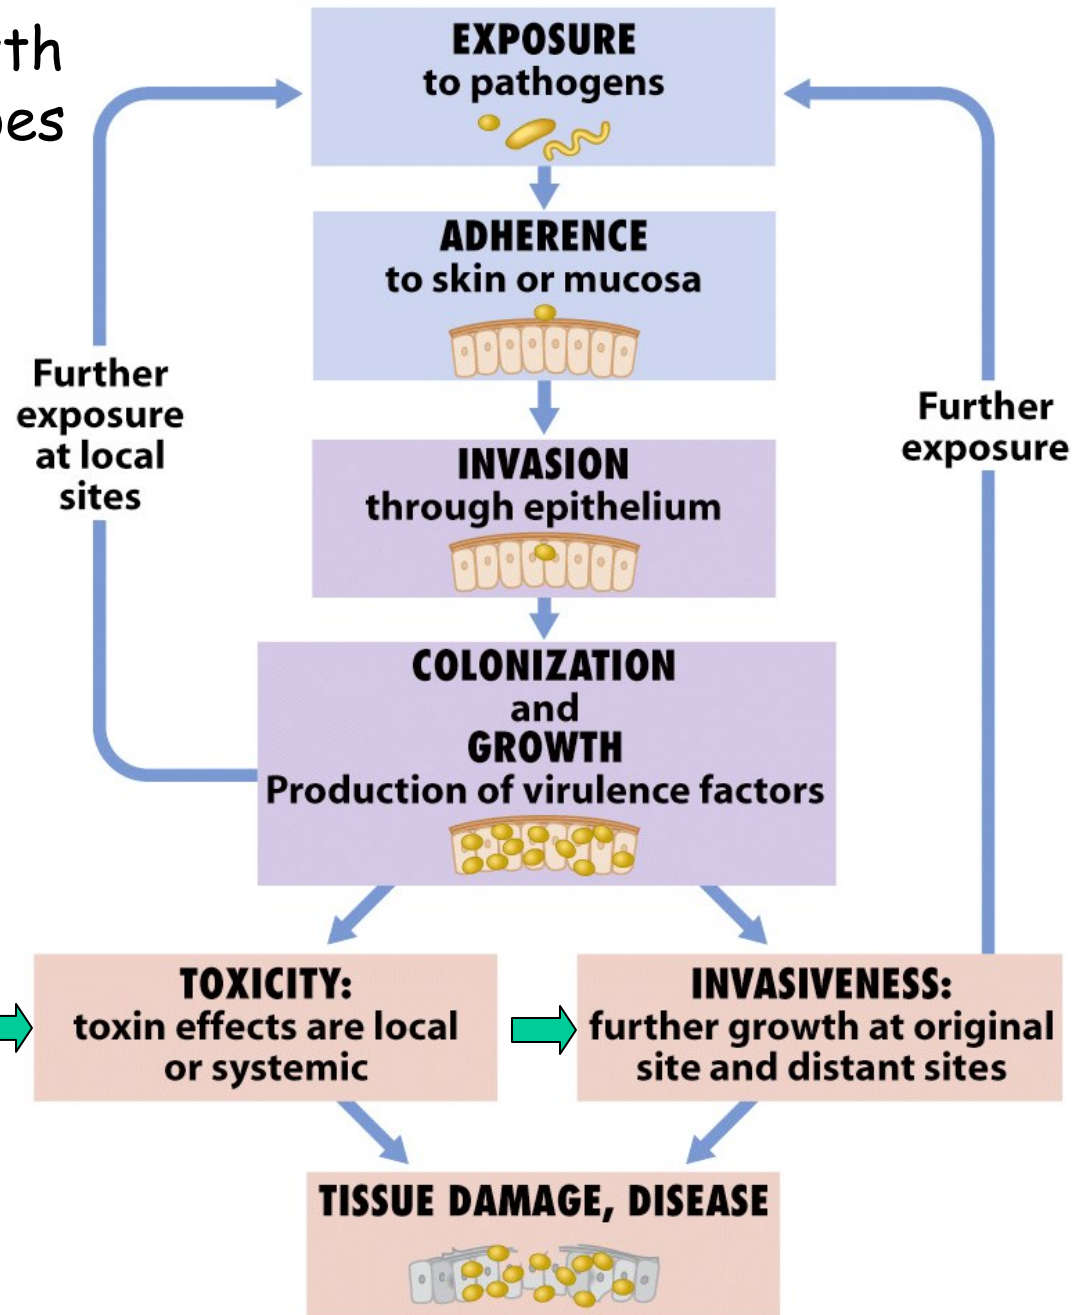 EXPOSURE
to pathogens
ADHERENCE
to skin or mucosa
Further
exposure
at local
sites
Further
exposure
INVASION
through epithelium
COLONIZATION
and
GROWTH
Production of virulence factors
TOXICITY:
toxin effects are local
or systemic
INVASIVENESS:
further growth at original
site and distant sites
TISSUE DAMAGE, DISEASE